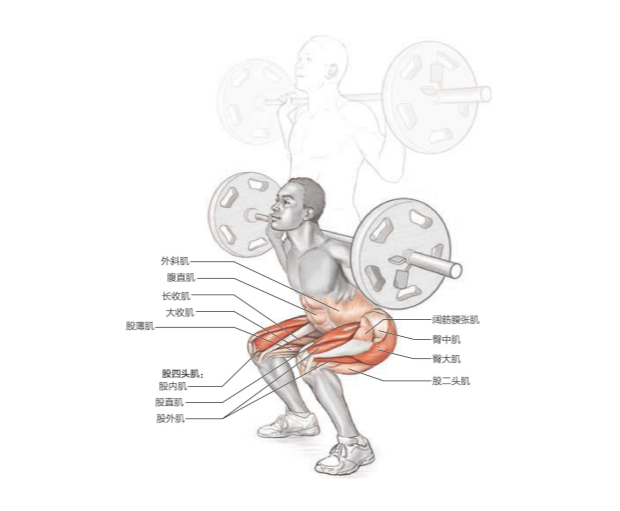 外斜肌
腹直肌
长收肌
大收肌
股薄肌
股四头肌：
股内肌
股直肌
股外肌
阔筋膜张肌
臀中肌
臀大肌
股二头肌